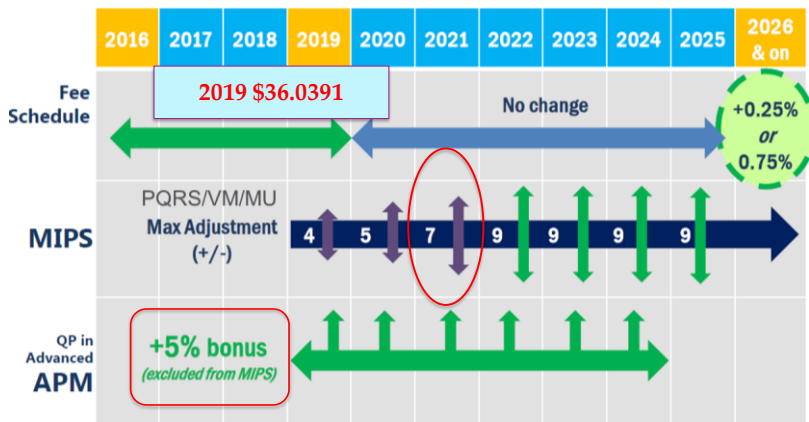 2016 2017 2018 2019 2020 2021 2022 2023 2024 2025 2026
& on
Fee
Schedule
2019 $36.0391
No change
+0.25%
or
0.75%
PQRS/VM/MU
Max Adjustment
(+/-)
MIPS
4 5 7 9 9 9 9
QP in
Advanced
APM
+5% bonus
(excluded from MIPS)